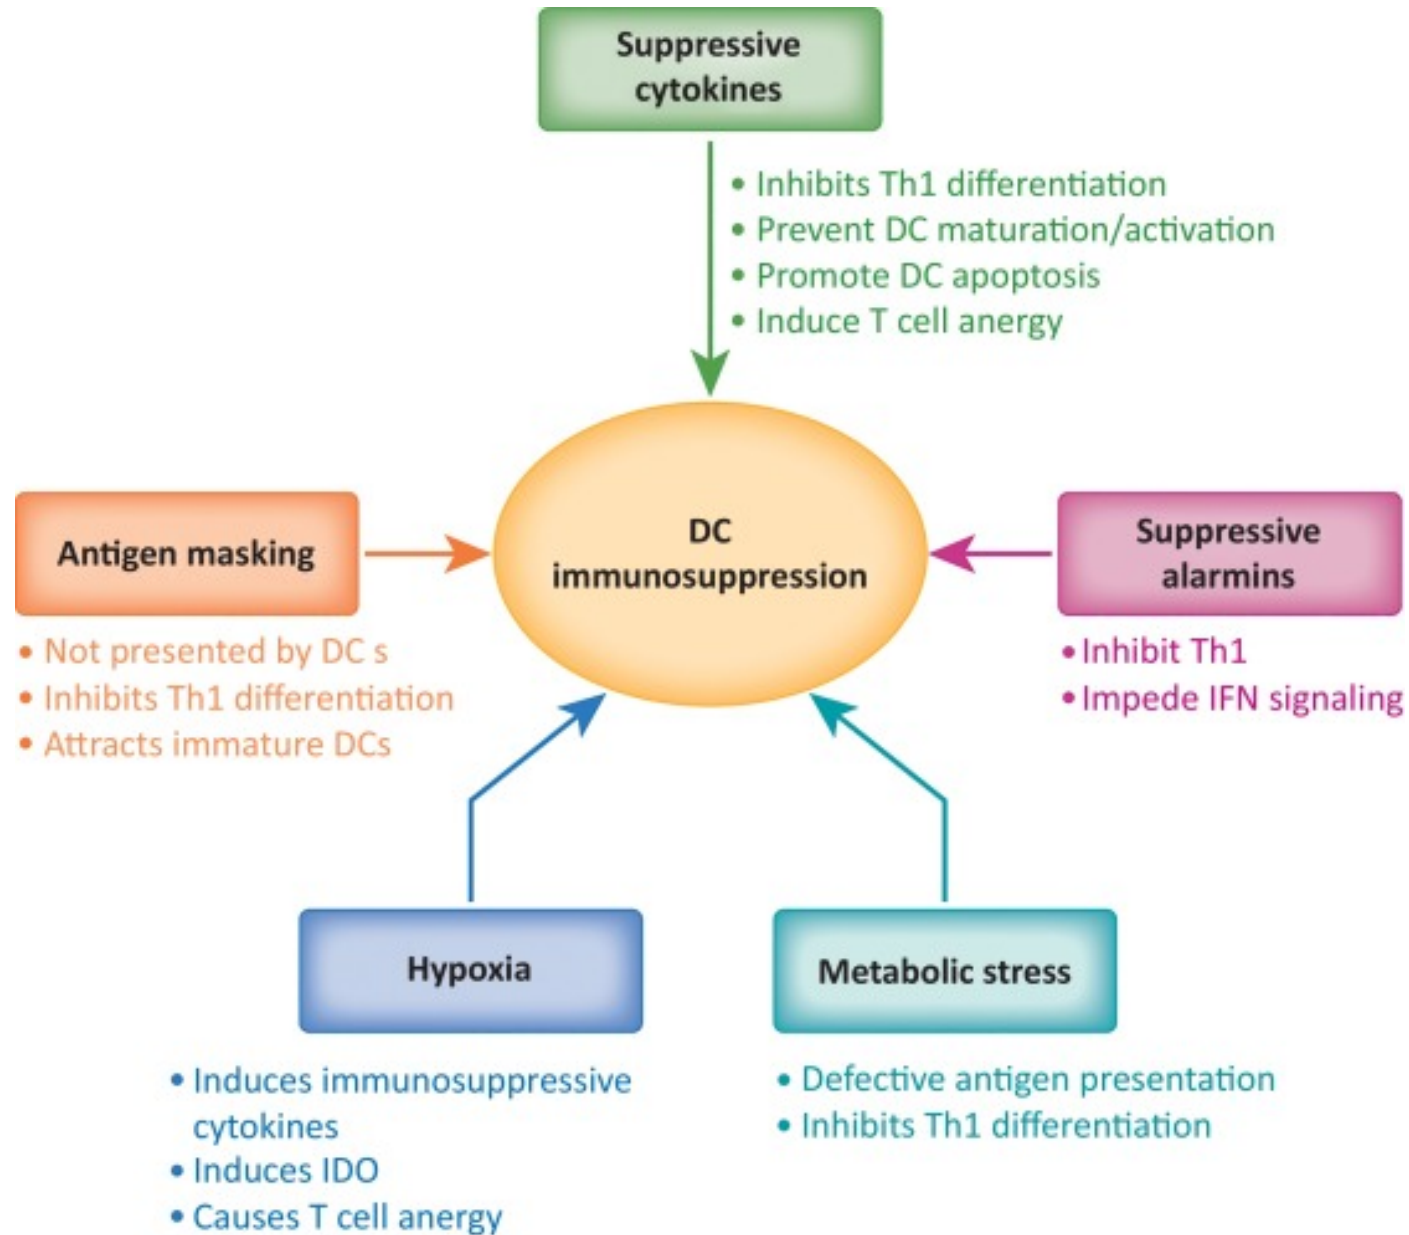 Suppressive
cytokines
• Inhibits Th1 differentiation
• Prevent DC maturation/activation
• Promote DC apoptosis
• Induce T cell anergy
DC
immunosuppression
Antigen masking
• Not presented by DC s
• Inhibits Th1 differentiation
• Attracts immature DCs
Suppressive
alarmins
• Inhibit Th1
• Impede IFN signaling
Hypoxia
• Induces immunosuppressive
cytokines
• Induces IDO
• Causes T cell anergy
Metabolic stress
• Defective antigen presentation
• Inhibits Th1 differentiation